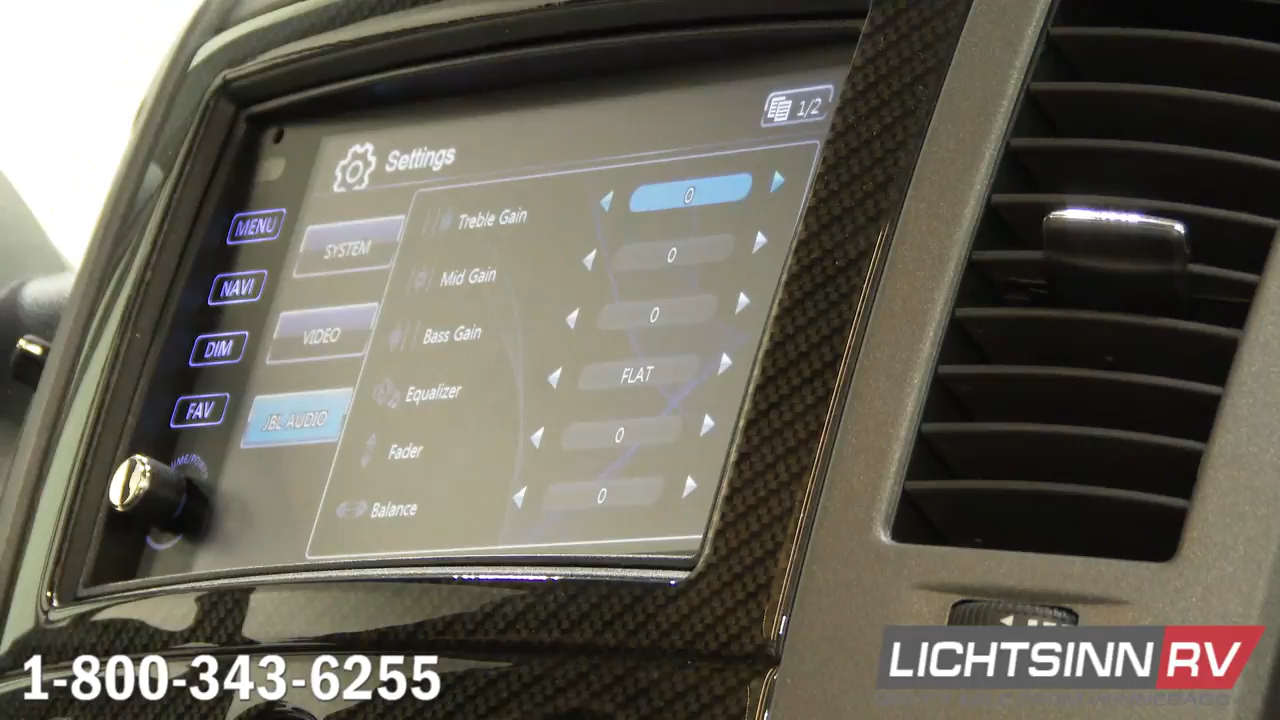 1/2
Settings
MENU
NAVI
DIM
FAV
SYSTEM
VIDEO
JBL AUDIO
Treble Gain 0
Mid Gain 0
Bass Gain 0
Equalizer FLAT
Fader 0
Balance 0
1-800-343-6255
LICHTSINN RV